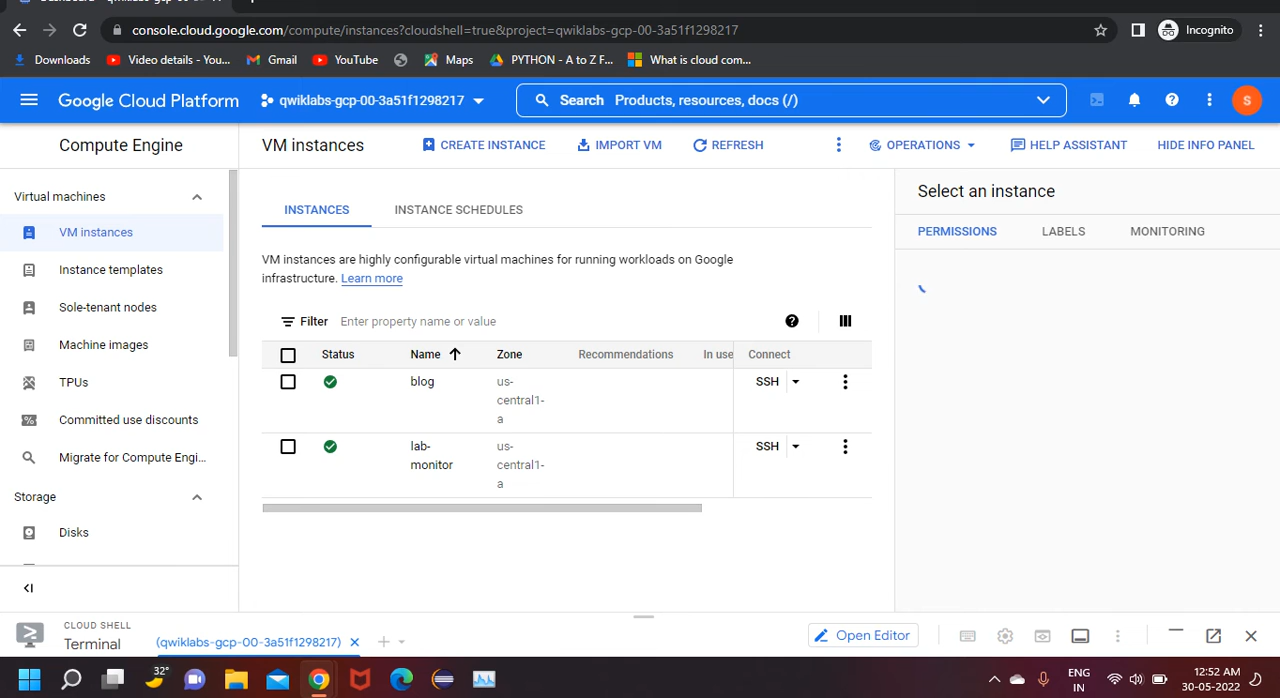 console.cloud.google.com/compute/instances?cloudshell=true&project=qwiklabs-gcp-00-3a51f1298217
Incognito
Downloads
Video details - You...
Gmail
YouTube
Maps
PYTHON - A to Z F...
What is cloud com...
Google Cloud Platform
qwiklabs-gcp-00-3a51f1298217
Search Products, resources, docs (/)
S
Compute Engine
VM instances
CREATE INSTANCE
IMPORT VM
REFRESH
OPERATIONS
HELP ASSISTANT
HIDE INFO PANEL
Virtual machines
VM instances
Instance templates
Sole-tenant nodes
Machine images
TPUs
Committed use discounts
Migrate for Compute Engi...
Storage
Disks
INSTANCES
INSTANCE SCHEDULES
VM instances are highly configurable virtual machines for running workloads on Google
infrastructure. Learn more
Filter Enter property name or value
Status Name Zone Recommendations In use Connect
blog
us-
central1-
a
SSH
lab-
monitor
us-
central1-
a
SSH
Select an instance
PERMISSIONS
LABELS
MONITORING
CLOUD SHELL
Terminal
(qwiklabs-gcp-00-3a51f1298217)
Open Editor
32°
ENG
IN
12:52 AM
30-05-2022